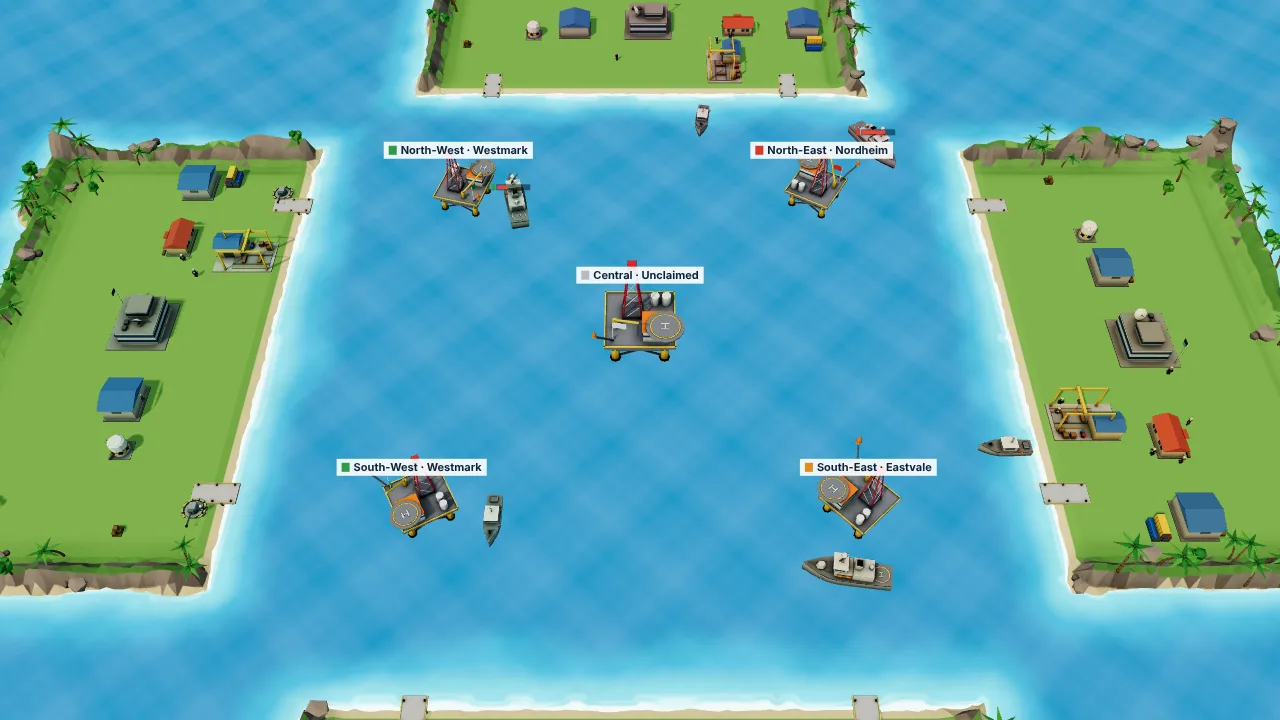 North-West · Westmark
North-East · Nordheim
Central · Unclaimed
South-West · Westmark
South-East · Eastvale